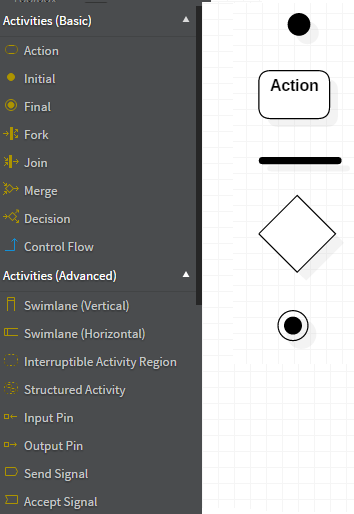 Activities (Basic)
Action
Initial
Final
Fork
Join
Merge
Decision
Control Flow
Activities (Advanced)
Swimlane (Vertical)
Swimlane (Horizontal)
Interruptible Activity Region
Structured Activity
Input Pin
Output Pin
Send Signal
Accept Signal
Action